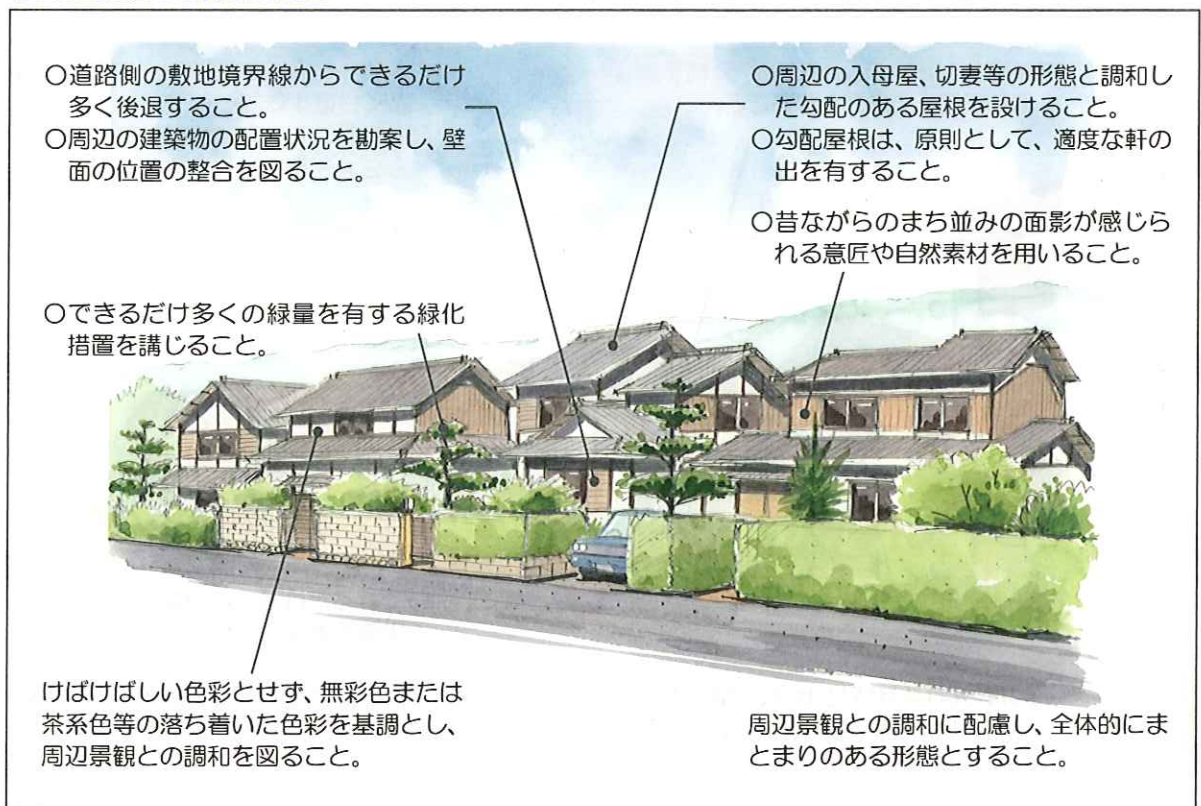 ○道路側の敷地境界線からできるだけ
多く後退すること。
○周辺の建築物の配置状況を勘案し、壁
面の位置の整合を図ること。
○周辺の入母屋、切妻等の形態と調和し
た勾配のある屋根を設けること。
○勾配屋根は、原則として、適度な軒の
出を有すること。
○昔ながらのまち並みの面影が感じら
れる意匠や自然素材を用いること。
○できるだけ多くの緑量を有する緑化
措置を講じること。
けばけばしい色彩とせず、無彩色または
茶系色等の落ち着いた色彩を基調とし、
周辺景観との調和を図ること。
周辺景観との調和に配慮し、全体的にま
とまりのある形態とすること。